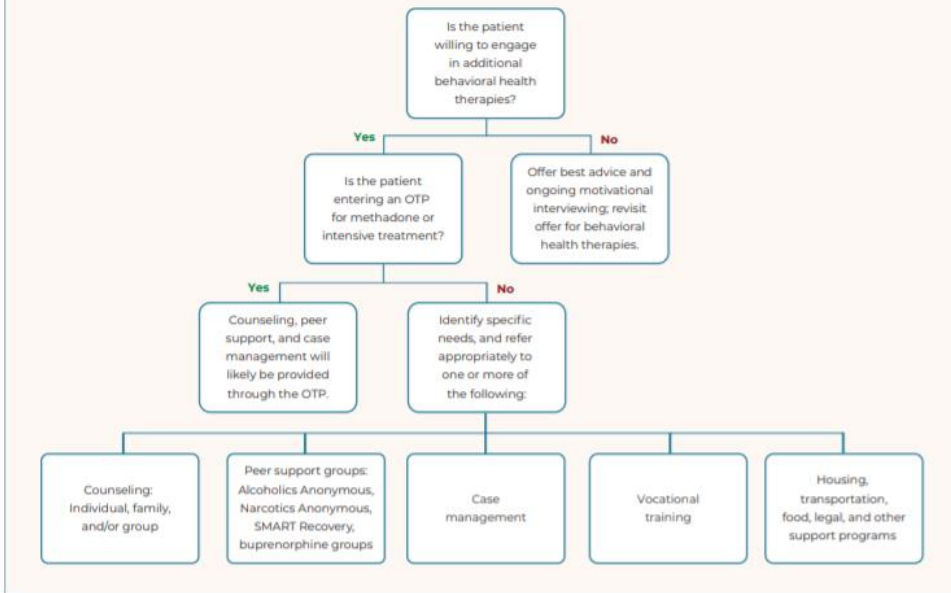 Is the patient
willing to engage
in additional
behavioral health
therapies?
Yes
No
Is the patient
entering an OTP
for methadone or
intensive treatment?
Offer best advice and
ongoing motivational
interviewing; revisit
offer for behavioral
health therapies.
Yes
No
Counseling, peer
support, and case
management will
likely be provided
through the OTP.
Identify specific
needs, and refer
appropriately to
one or more of
the following:
Counseling:
Individual, family,
and/or group
Peer support groups:
Alcoholics Anonymous,
Narcotics Anonymous,
SMART Recovery,
buprenorphine groups
Case
management
Vocational
training
Housing,
transportation,
food, legal, and other
support programs